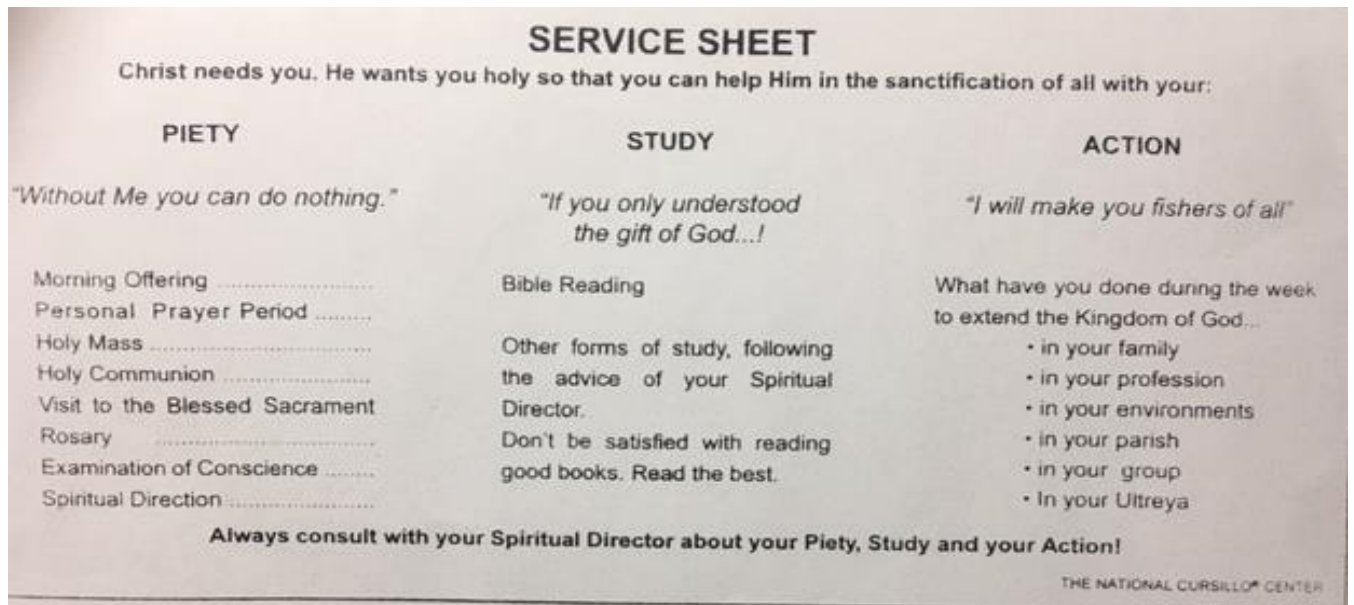 SERVICE SHEET
Christ needs you. He wants you holy so that you can help Him in the sanctification of all with your:
PIETY
"Without Me you can do nothing."
Morning Offering ........................
Personal Prayer Period .........
Holy Mass ..................................
Holy Communion .......................
Visit to the Blessed Sacrament
Rosary ..................................
Examination of Conscience ........
Spiritual Direction ......................
STUDY
"If you only understood
the gift of God...!
Bible Reading
Other forms of study, following
the advice of your Spiritual
Director.
Don't be satisfied with reading
good books. Read the best.
ACTION
"I will make you fishers of all"
What have you done during the week
to extend the Kingdom of God...
• in your family
• in your profession
• in your environments
• in your parish
• in your group
• In your Ultreya
Always consult with your Spiritual Director about your Piety, Study and your Action!
THE NATIONAL CURSILLO® CENTER